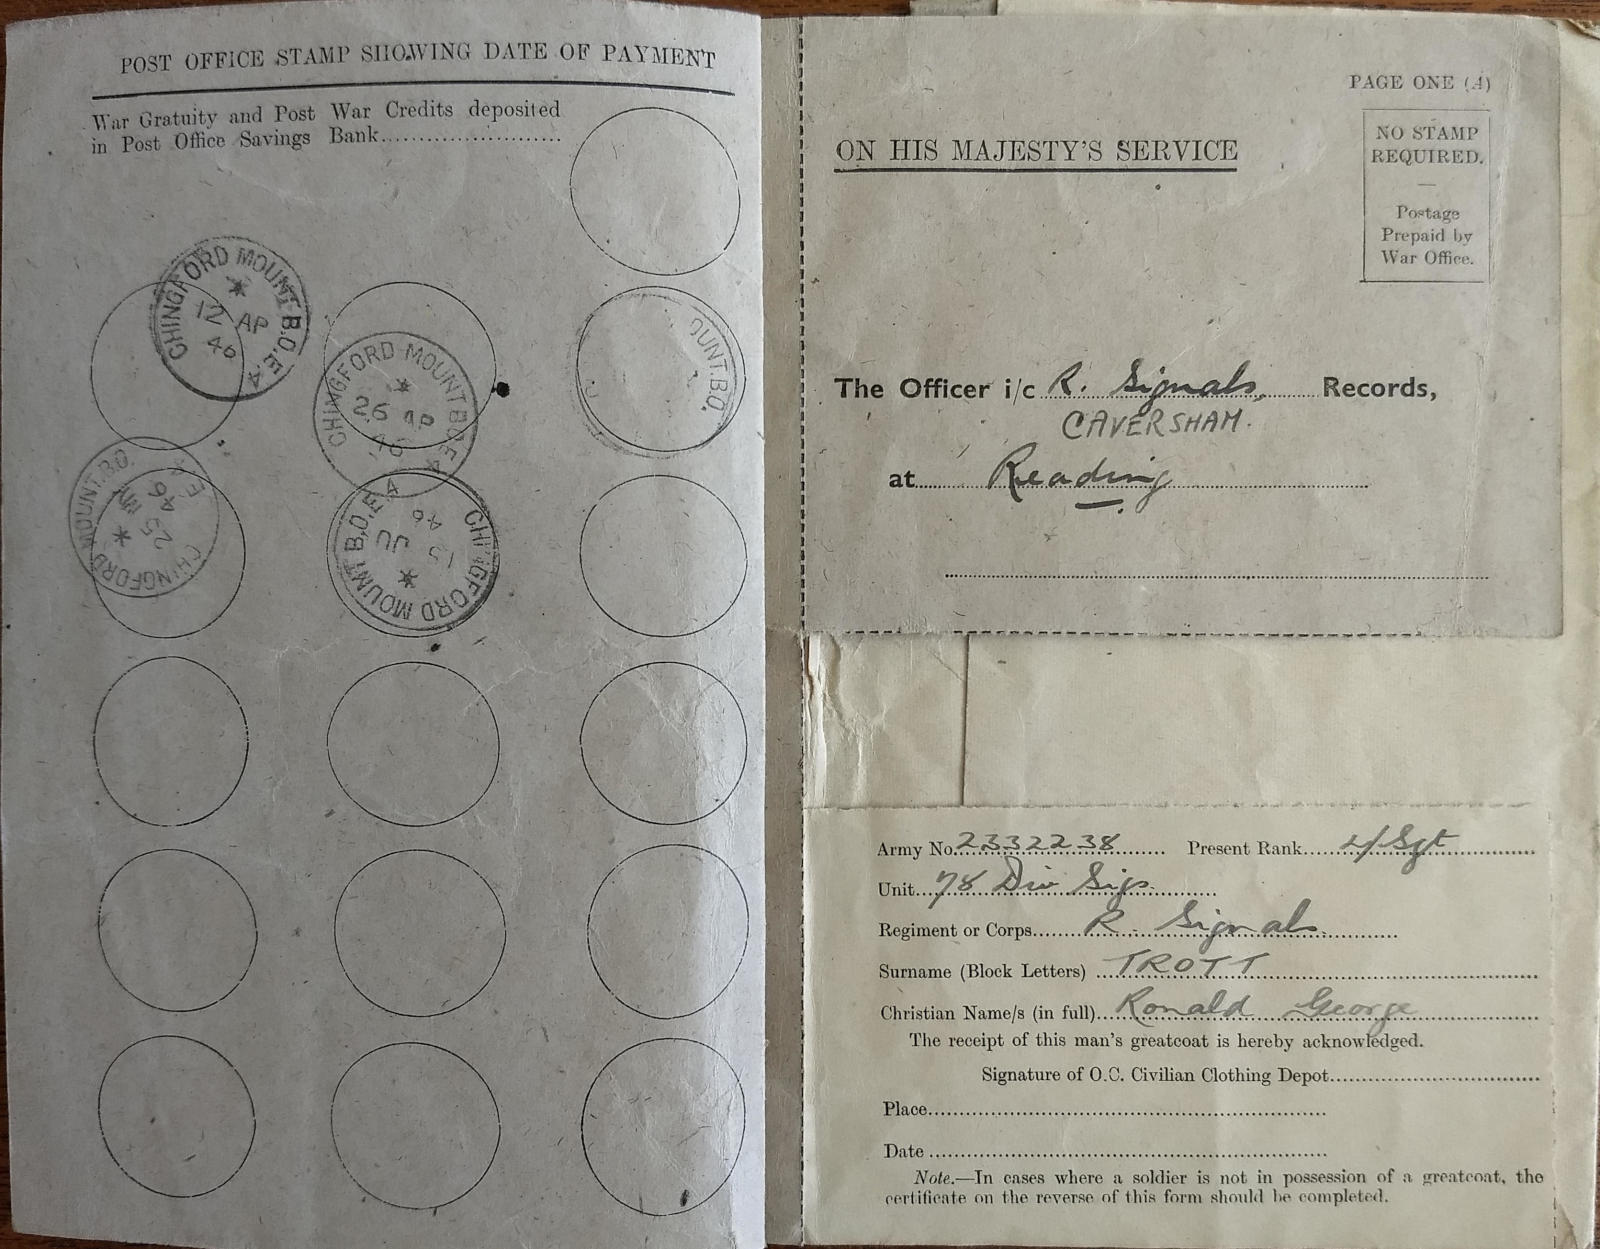 POST OFFICE STAMP SHOWING DATE OF PAYMENT
War Gratuity and Post War Credits deposited
in Post Office Savings Bank
CHINGFORD MOUNT B.O. E.4
12 AP
46
CHINGFORD MOUNT B.O. E.4
26 AP
46
OUNT.B.O.
CHINGFORD MOUNT.B.O. E.4
25 MR
46
CHINGFORD MOUNT B.O. E.4
15 JU
46
PAGE ONE (A)
NO STAMP
REQUIRED.
—
Postage
Prepaid by
War Office.
ON HIS MAJESTY'S SERVICE
The Officer i/c R. Signals, Records,
CAVERSHAM.
at Reading
Army No. 2332238 Present Rank L/Sgt
Unit 78 Div Sigs.
Regiment or Corps R. Signals.
Surname (Block Letters) TROTT
Christian Name/s (in full) Ronald George
The receipt of this man's greatcoat is hereby acknowledged.
Signature of O.C. Civilian Clothing Depot
Place
Date
Note.—In cases where a soldier is not in possession of a greatcoat, the
certificate on the reverse of this form should be completed.